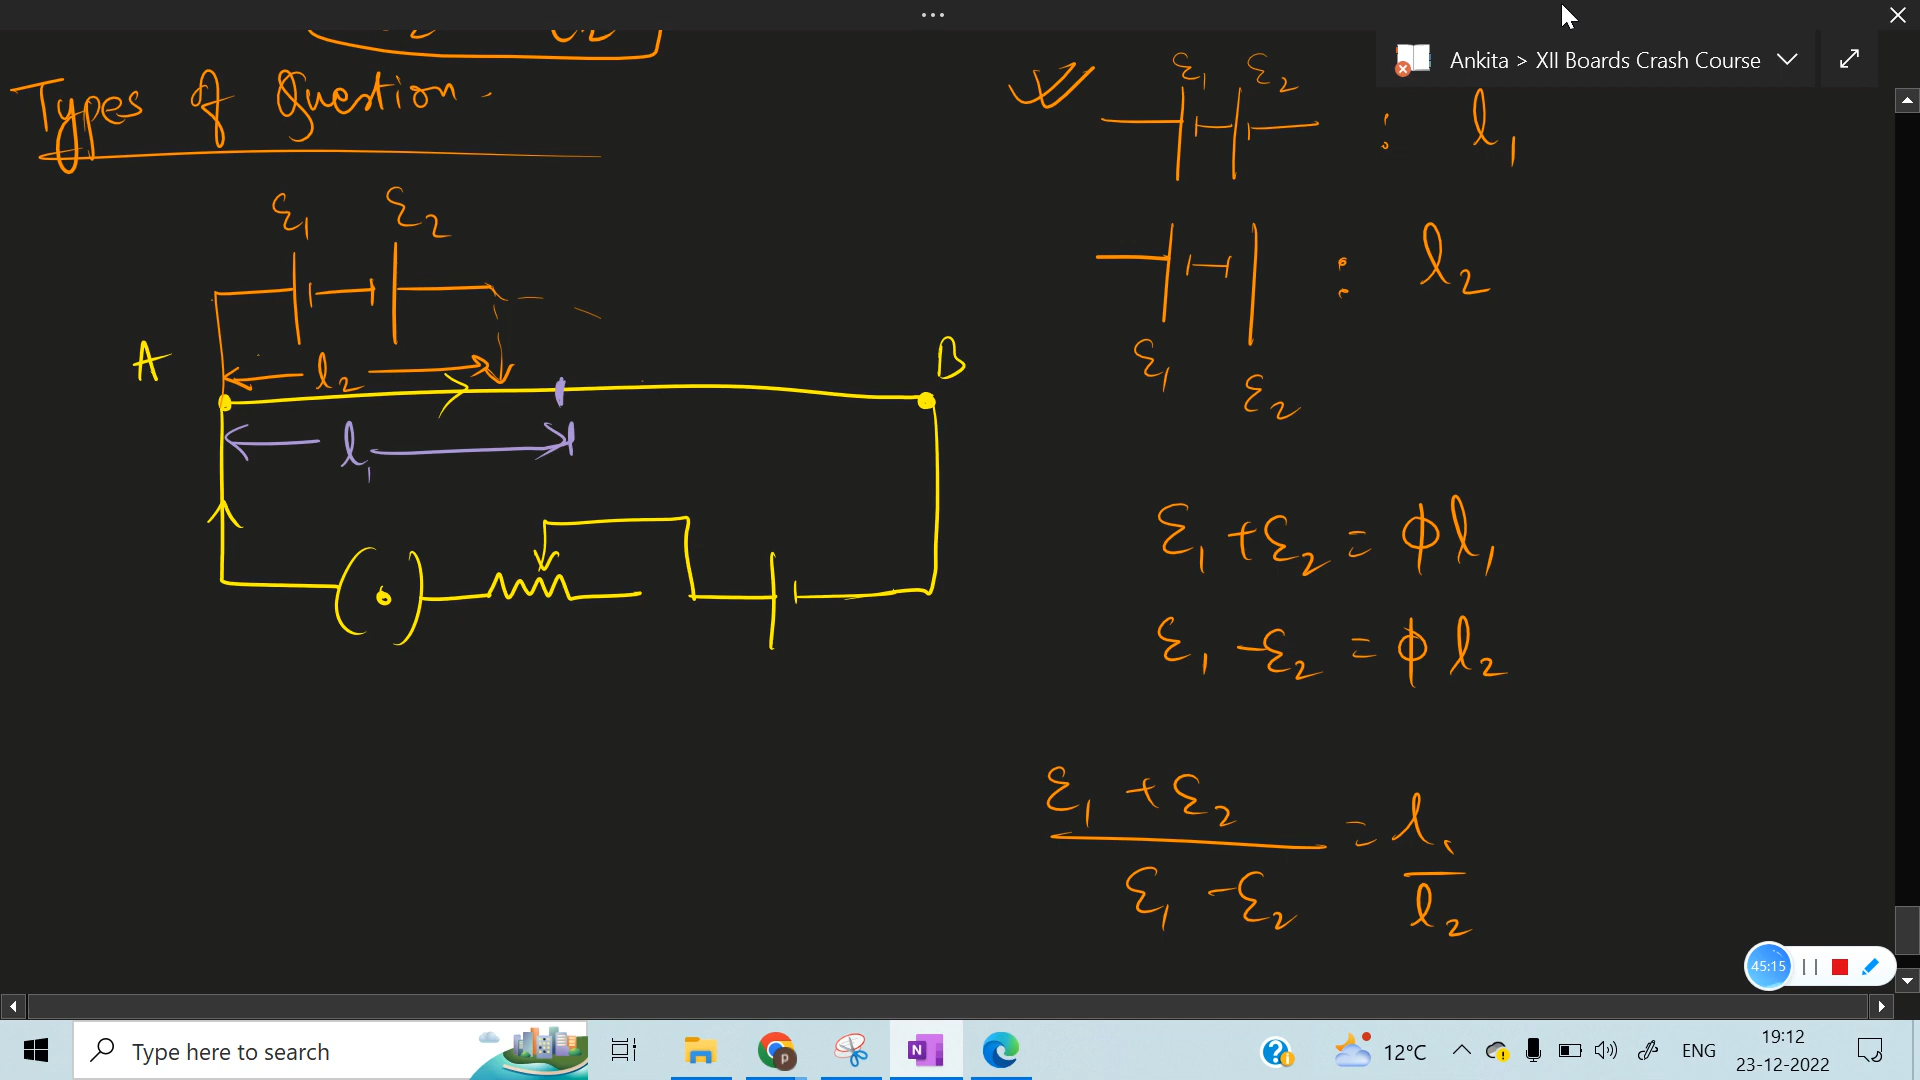 Ankita > XII Boards Crash Course
Types of Question -
ε₁ ε₂ : l₁
ε₁ ε₂
: l₂
ε₁ ε₂
A l₂ B
l₁
ε₁ + ε₂ = ϕ l₁
ε₁ - ε₂ = ϕ l₂
ε₁ + ε₂ = l₁
ε₁ - ε₂ l₂
45:15
Type here to search
12°C
ENG
19:12
23-12-2022